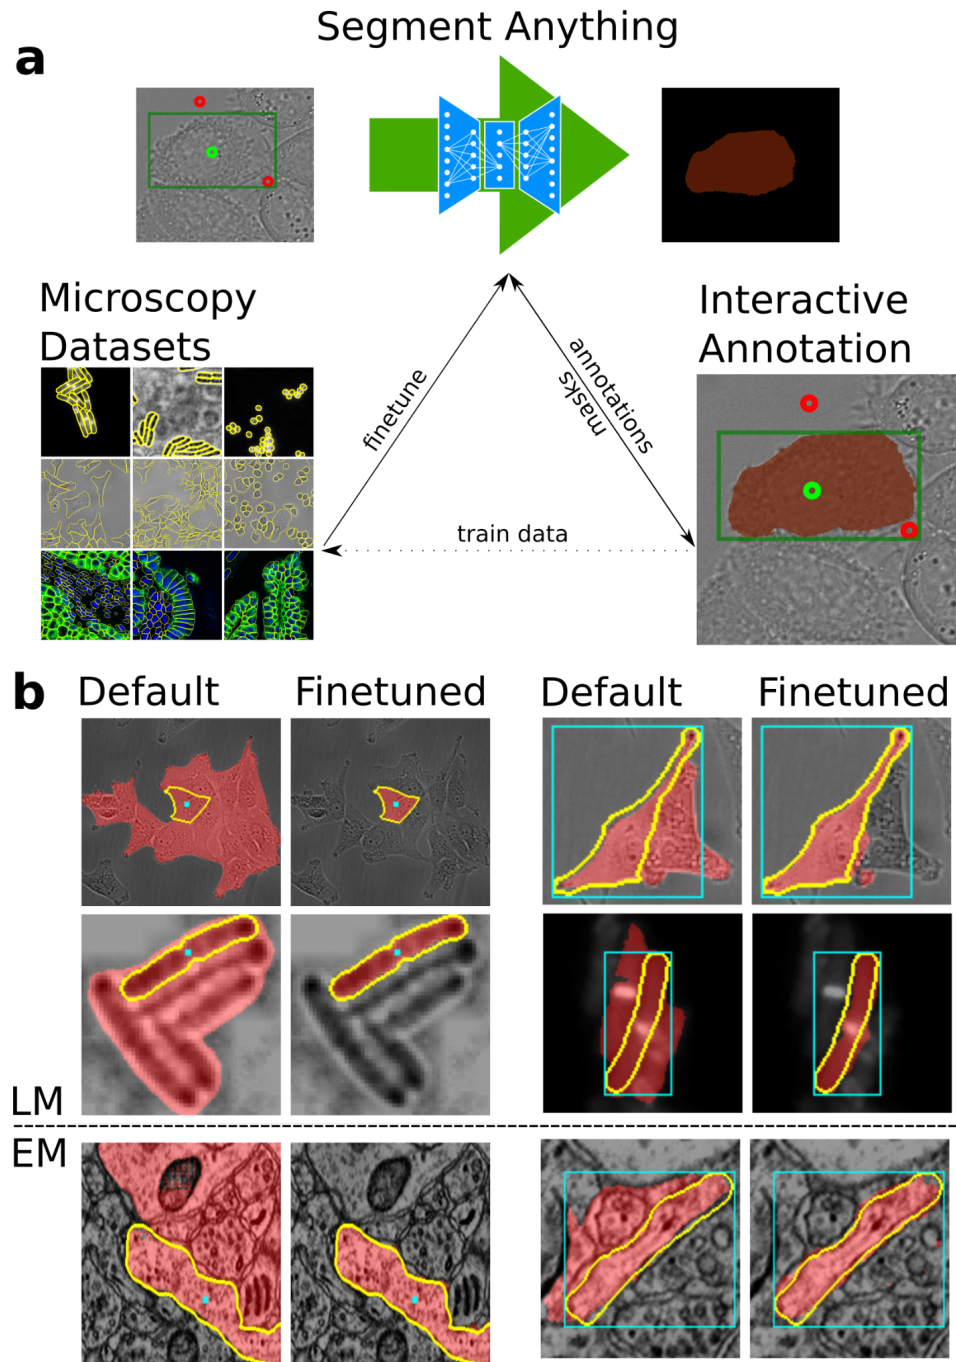 Segment Anything
a
Microscopy
Datasets
Interactive
Annotation
finetune
annotations
masks
train data
b
Default
Finetuned
Default
Finetuned
LM
EM